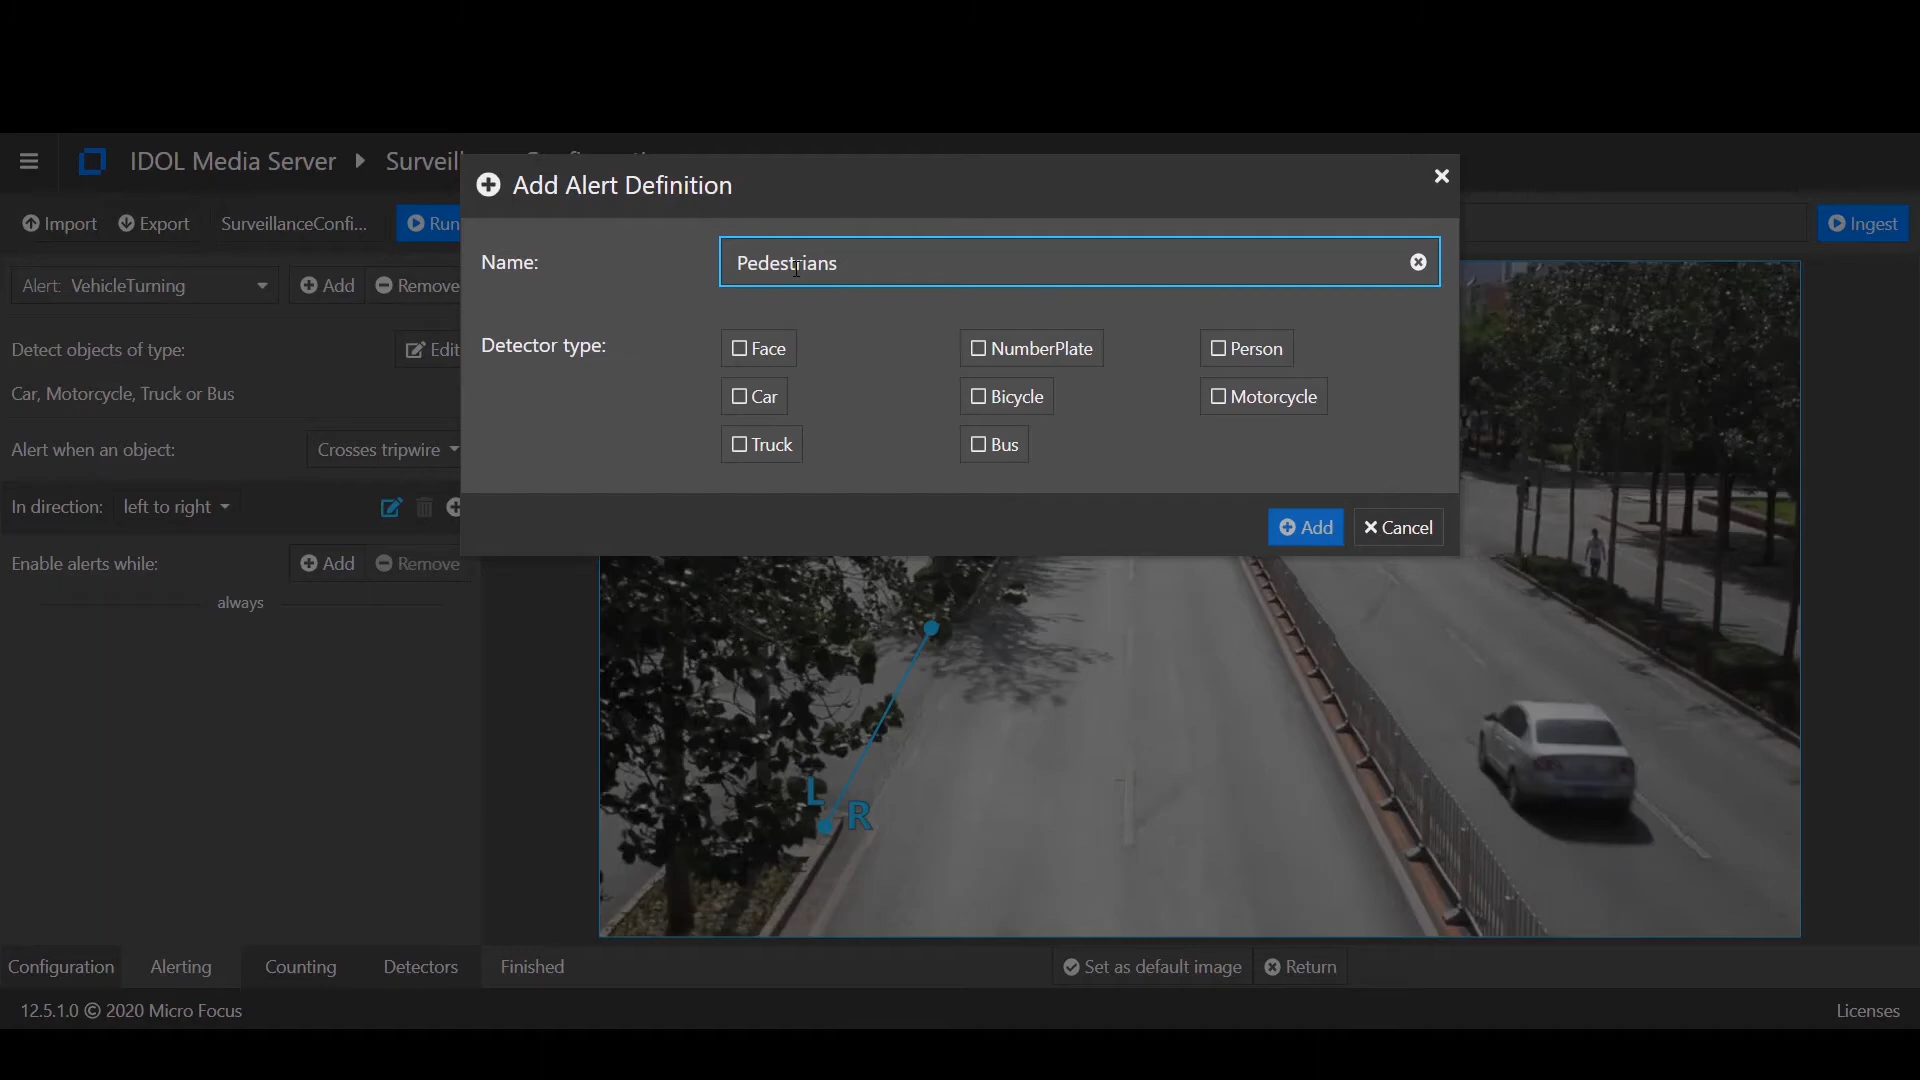 IDOL Media Server
Add Alert Definition
Import
Export
SurveillanceConfi...
Run
Ingest
Name:
Pedestrians
Alert:
VehicleTurning
Add
Remove
Detector type:
Face
NumberPlate
Person
Car
Bicycle
Motorcycle
Truck
Bus
Detect objects of type:
Edit
Car, Motorcycle, Truck or Bus
Alert when an object:
Crosses tripwire
In direction:
left to right
Add
Cancel
Enable alerts while:
Add
Remove
always
L
R
Configuration
Alerting
Counting
Detectors
Finished
Set as default image
Return
12.5.1.0 © 2020 Micro Focus
Licenses